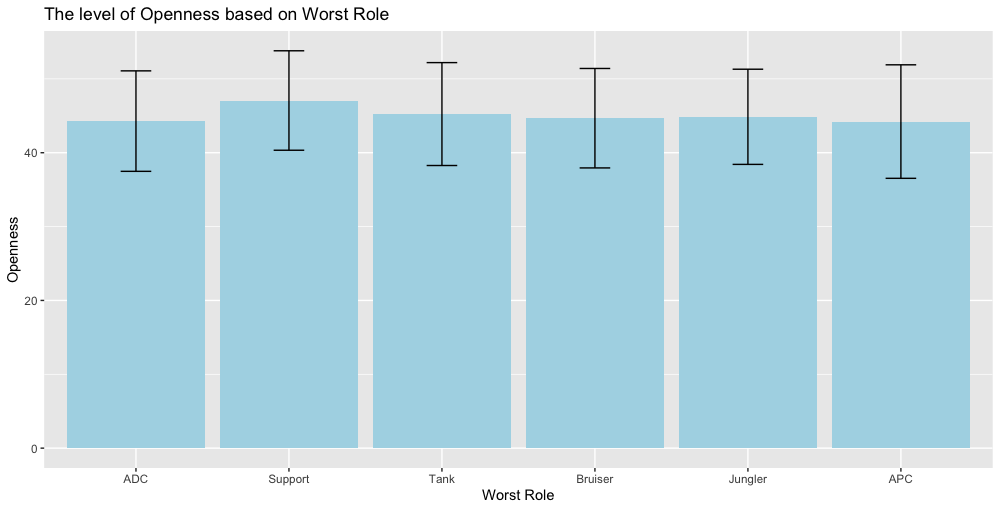 The level of Openness based on Worst Role
Openness
40
20
0
ADC Support Tank Bruiser Jungler APC
Worst Role